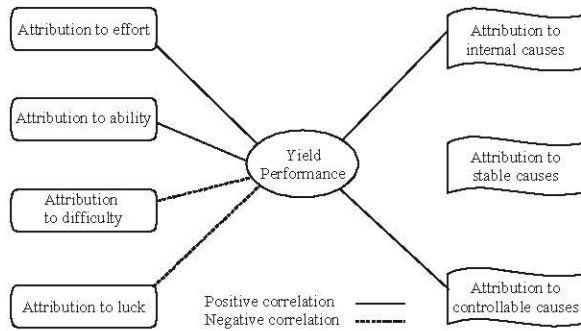 Attribution to effort
Attribution to ability
Attribution
to difficulty
Attribution to luck
Yield
Performance
Attribution to
internal causes
Attribution to
stable causes
Attribution to
controllable causes
Positive correlation
Negative correlation